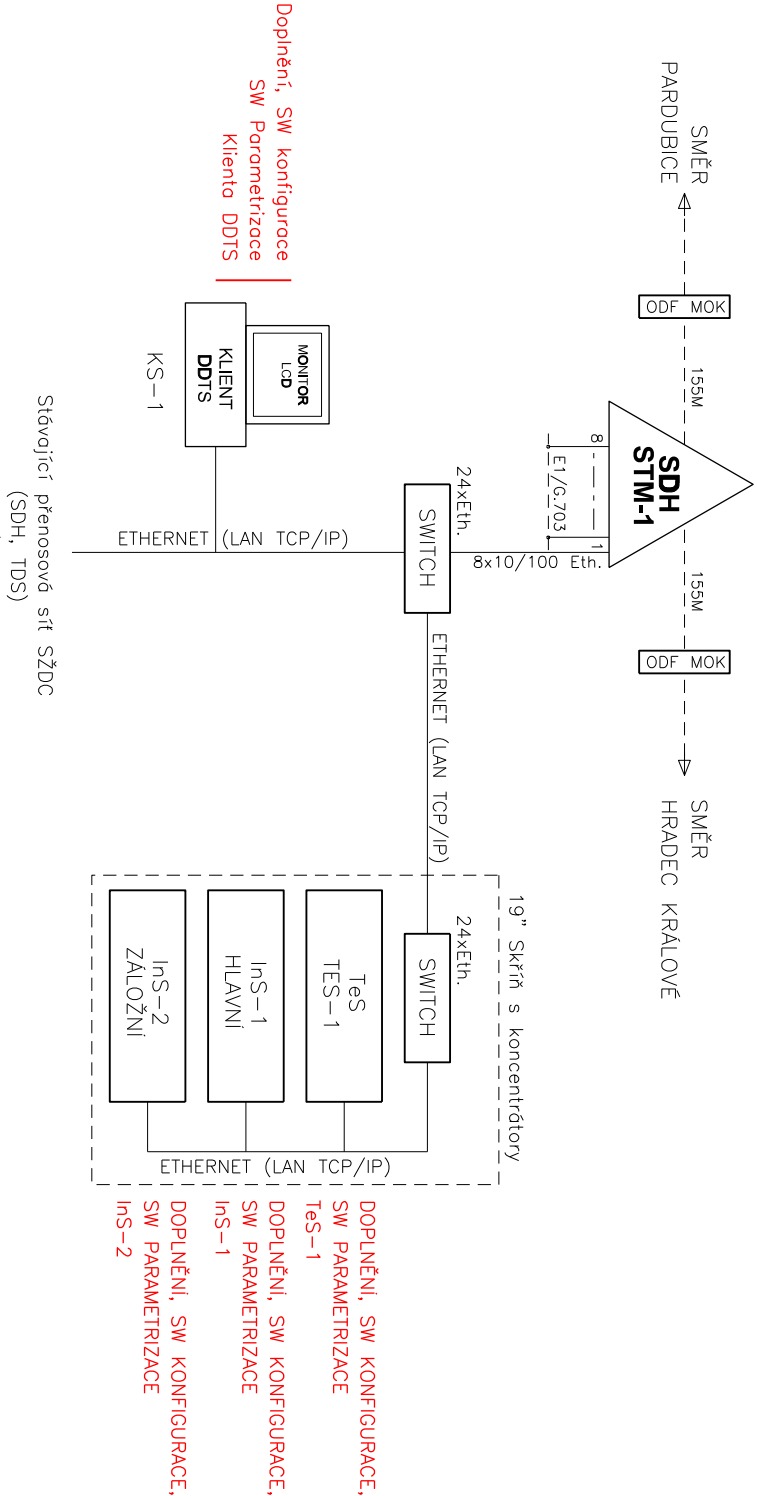 SMĚR
PARDUBICE
ODF MOK
155M
SDH
STM-1
8
1
E1/G.703
155M
ODF MOK
SMĚR
HRADEC KRÁLOVÉ
8x10/100 Eth.
24xEth.
SWITCH
ETHERNET (LAN TCP/IP)
ETHERNET (LAN TCP/IP)
Doplnění, SW konfigurace
SW Parametrizace
Klienta DDTS
MONITOR
LCD
KLIENT
DDTS
KS-1
Stávající přenosová síť SŽDC
(SDH, TDS)
19" Skříň s koncentrátory
24xEth.
SWITCH
TeS
TES-1
InS-1
HLAVNÍ
InS-2
ZÁLOŽNÍ
ETHERNET (LAN TCP/IP)
DOPLNĚNÍ, SW KONFIGURACE,
SW PARAMETRIZACE
TeS-1
DOPLNĚNÍ, SW KONFIGURACE,
SW PARAMETRIZACE
InS-1
DOPLNĚNÍ, SW KONFIGURACE,
SW PARAMETRIZACE
InS-2